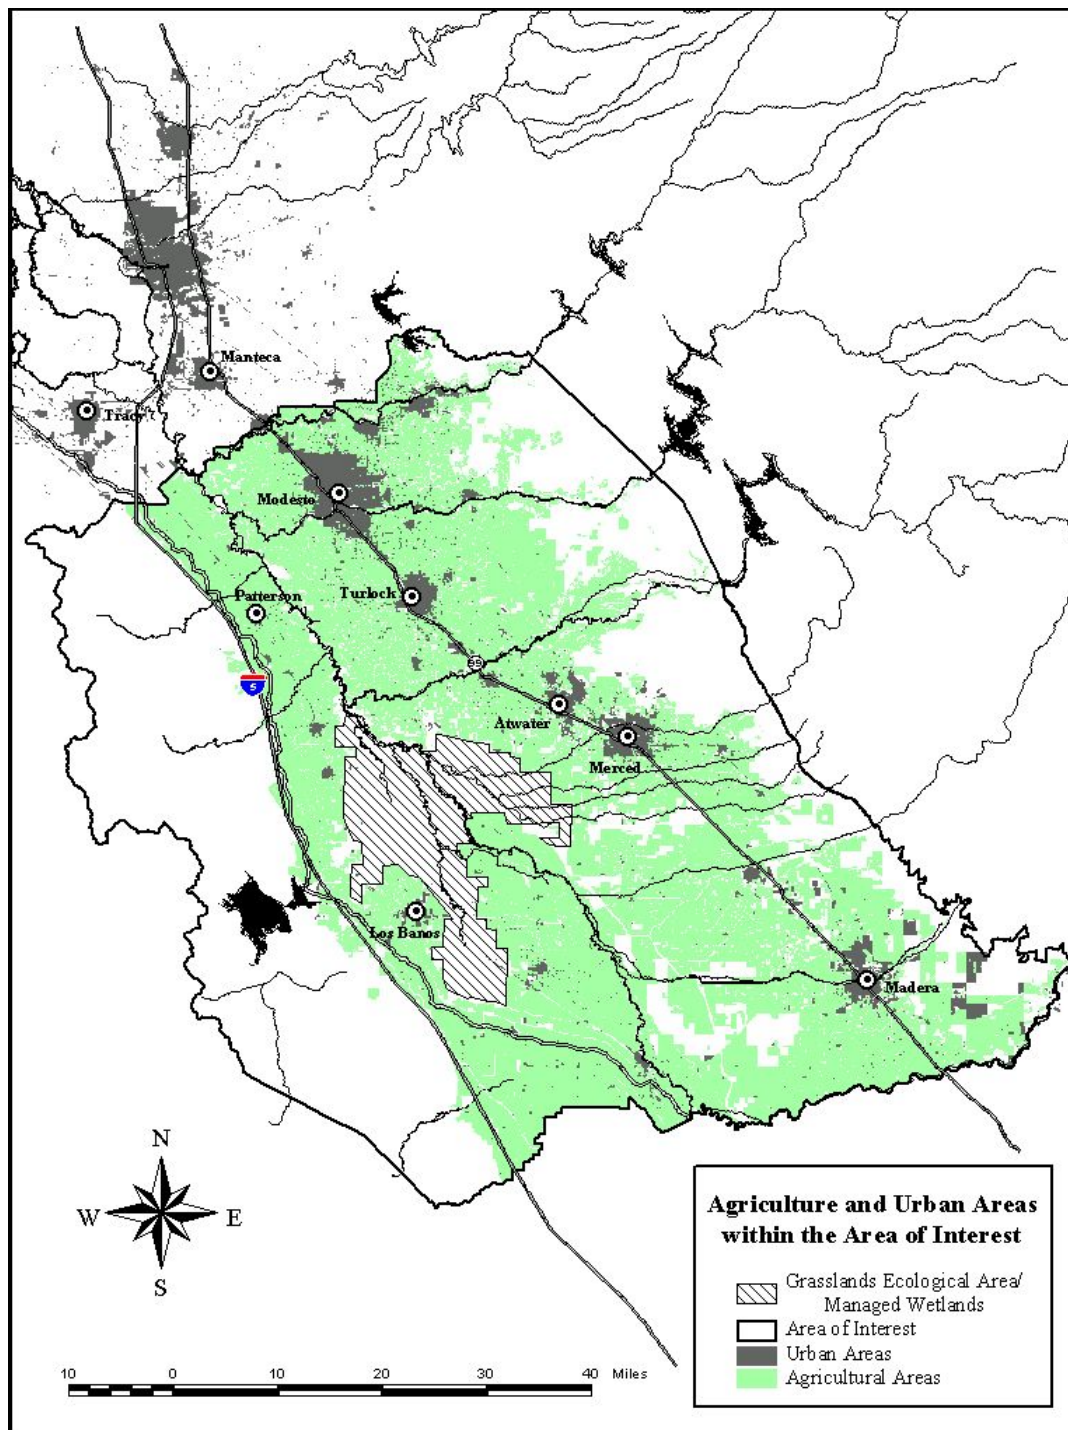 Manteca
Tracy
Modesto
Patterson
Turlock
5
99
Atwater
Merced
Los Banos
Madera
N
W
E
S
Agriculture and Urban Areas
within the Area of Interest
Grasslands Ecological Area/
Managed Wetlands
Area of Interest
Urban Areas
Agricultural Areas
10 0 10 20 30 40 Miles